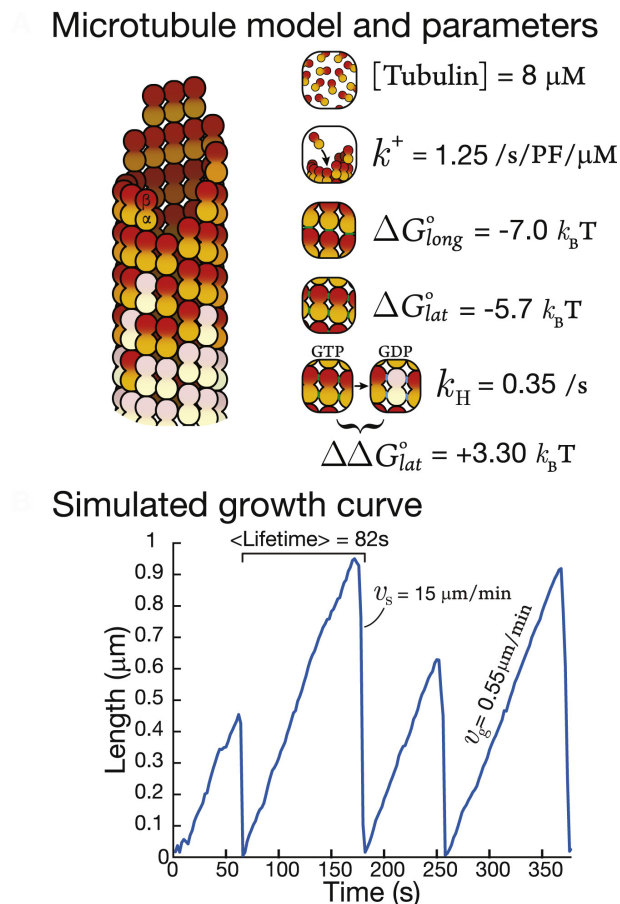 A Microtubule model and parameters
[Tubulin] = 8 μM
k⁺ = 1.25 /s/PF/μM
β
α
ΔG°long = -7.0 kBT
ΔG°lat = -5.7 kBT
GTP GDP
kH = 0.35 /s
ΔΔG°lat = +3.30 kBT
B Simulated growth curve
<Lifetime> = 82s
vs = 15 μm/min
vg= 0.55μm/min
Length (μm)
1
0.9
0.8
0.7
0.6
0.5
0.4
0.3
0.2
0.1
0
0 50 100 150 200 250 300 350
Time (s)